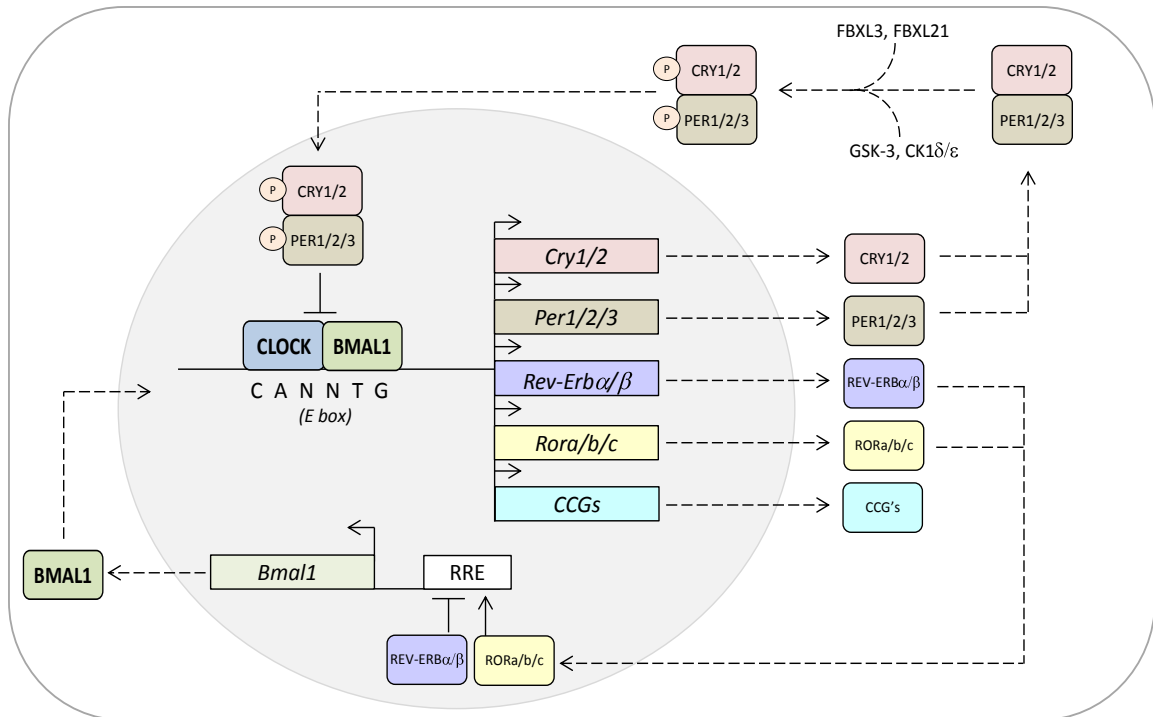 FBXL3, FBXL21
P
CRY1/2
P
PER1/2/3
CRY1/2
PER1/2/3
GSK-3, CK1δ/ε
P
CRY1/2
P
PER1/2/3
Cry1/2
CRY1/2
Per1/2/3
PER1/2/3
CLOCK
BMAL1
C A N N T G
(E box)
Rev-Erbα/β
REV-ERBα/β
Rora/b/c
RORa/b/c
CCGs
CCG's
BMAL1
Bmal1
RRE
REV-ERBα/β
RORa/b/c